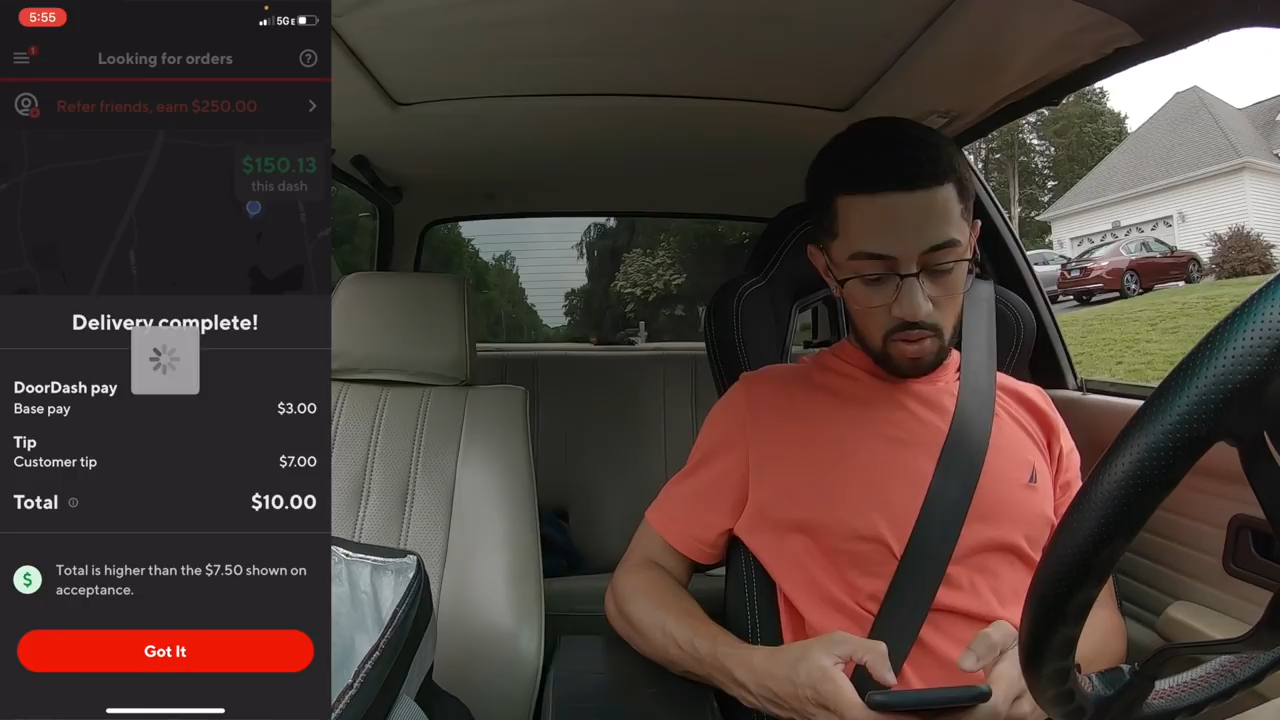 5:55
5GE
Looking for orders
1
Refer friends, earn $250.00
$150.13
this dash
Delivery complete!
DoorDash pay
Base pay $3.00
Tip
Customer tip $7.00
Total $10.00
$ Total is higher than the $7.50 shown on
acceptance.
Got It